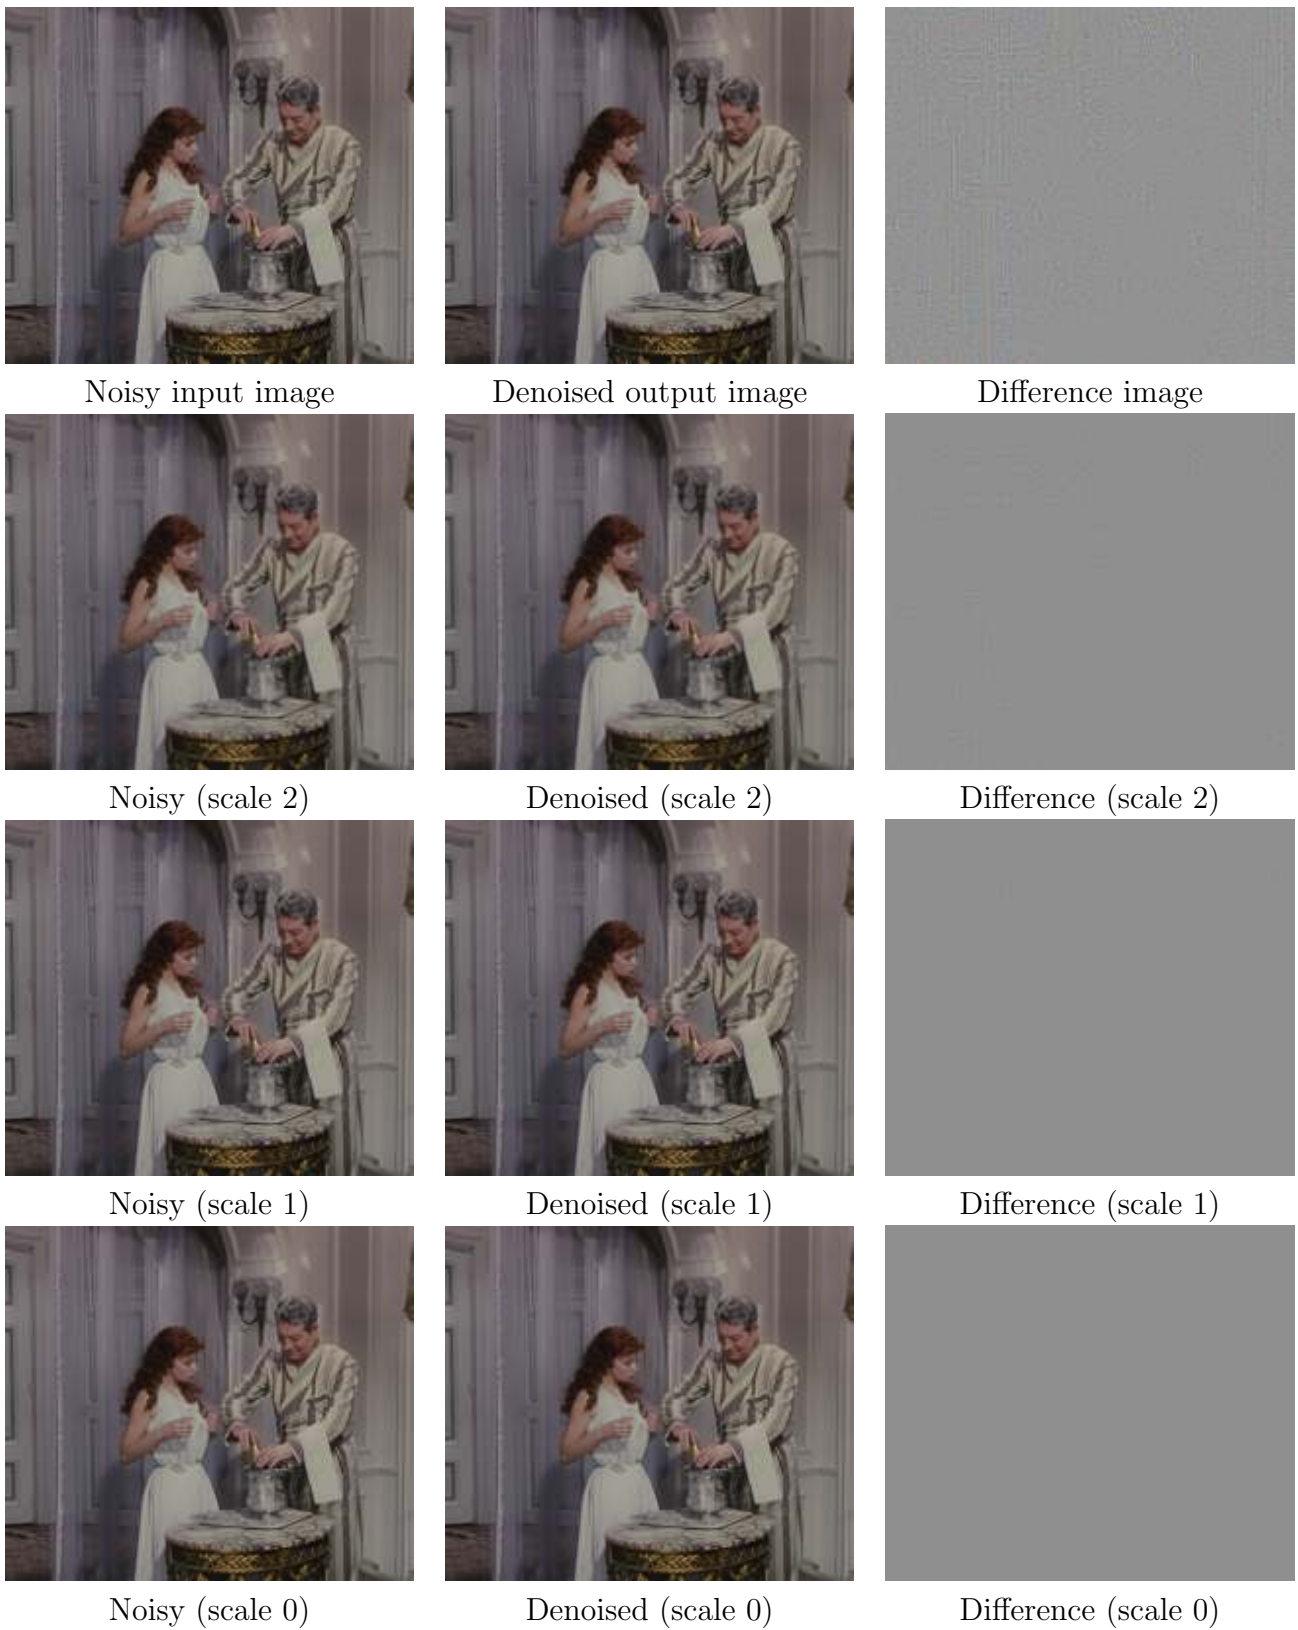 Noisy input image Denoised output image Difference image
Noisy (scale 2) Denoised (scale 2) Difference (scale 2)
Noisy (scale 1) Denoised (scale 1) Difference (scale 1)
Noisy (scale 0) Denoised (scale 0) Difference (scale 0)